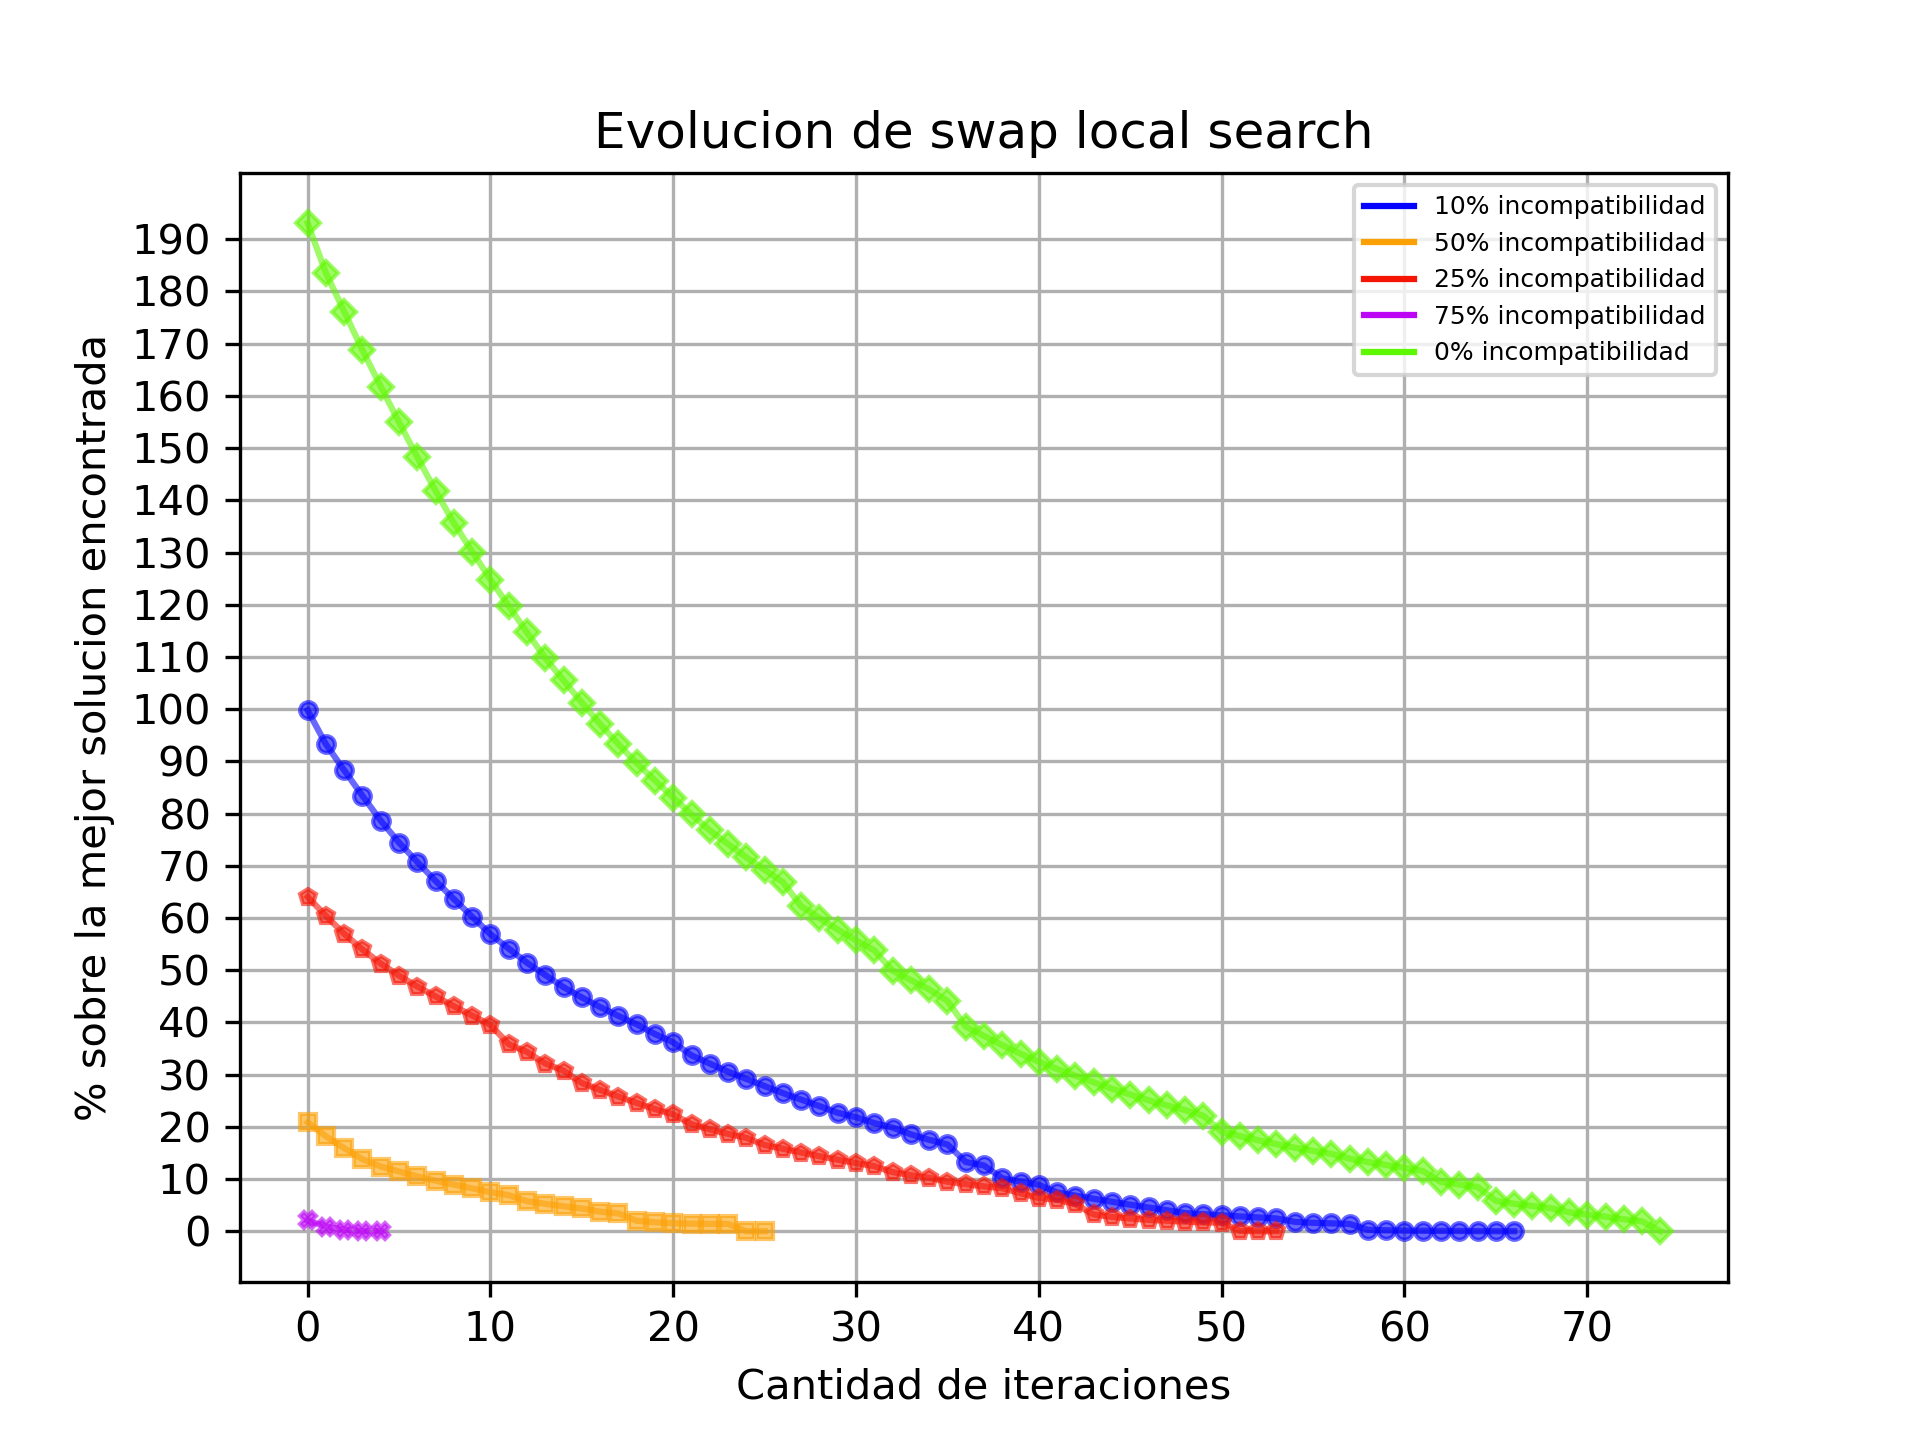 Evolucion de swap local search
10% incompatibilidad
50% incompatibilidad
25% incompatibilidad
75% incompatibilidad
0% incompatibilidad
% sobre la mejor solucion encontrada
190
180
170
160
150
140
130
120
110
100
90
80
70
60
50
40
30
20
10
0
0 10 20 30 40 50 60 70
Cantidad de iteraciones